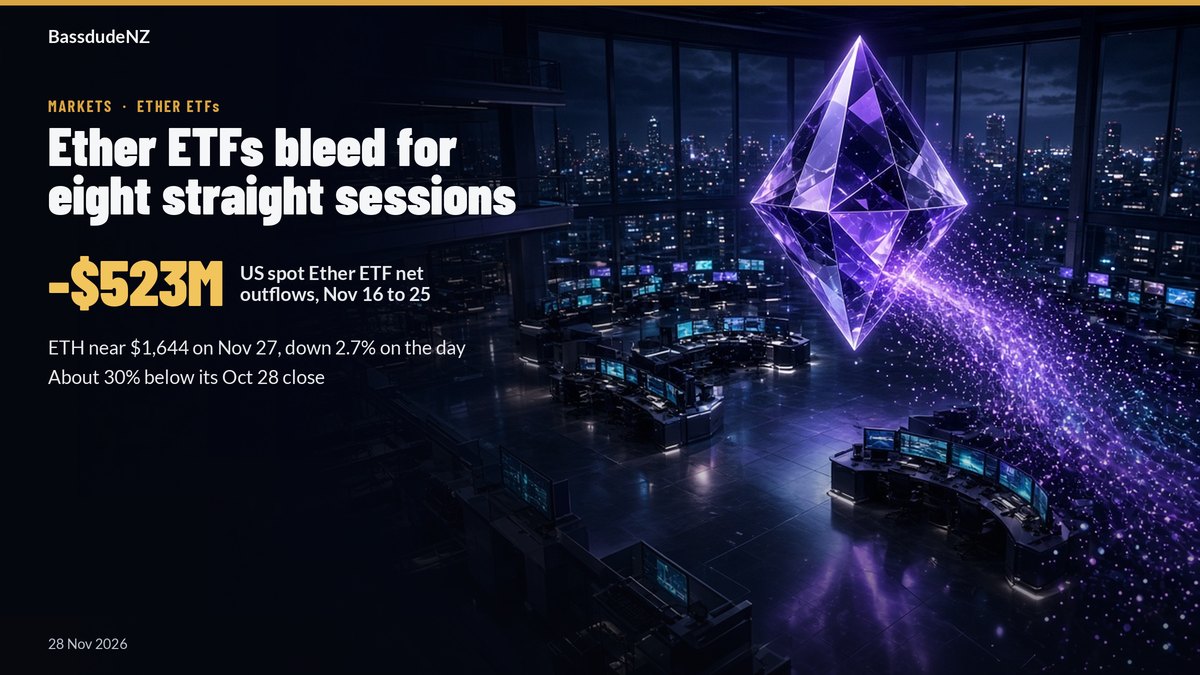 BassdudeNZ
MARKETS · ETHER ETFs
Ether ETFs bleed for
eight straight sessions
-$523M
US spot Ether ETF net
outflows, Nov 16 to 25
ETH near $1,644 on Nov 27, down 2.7% on the day
About 30% below its Oct 28 close
28 Nov 2026